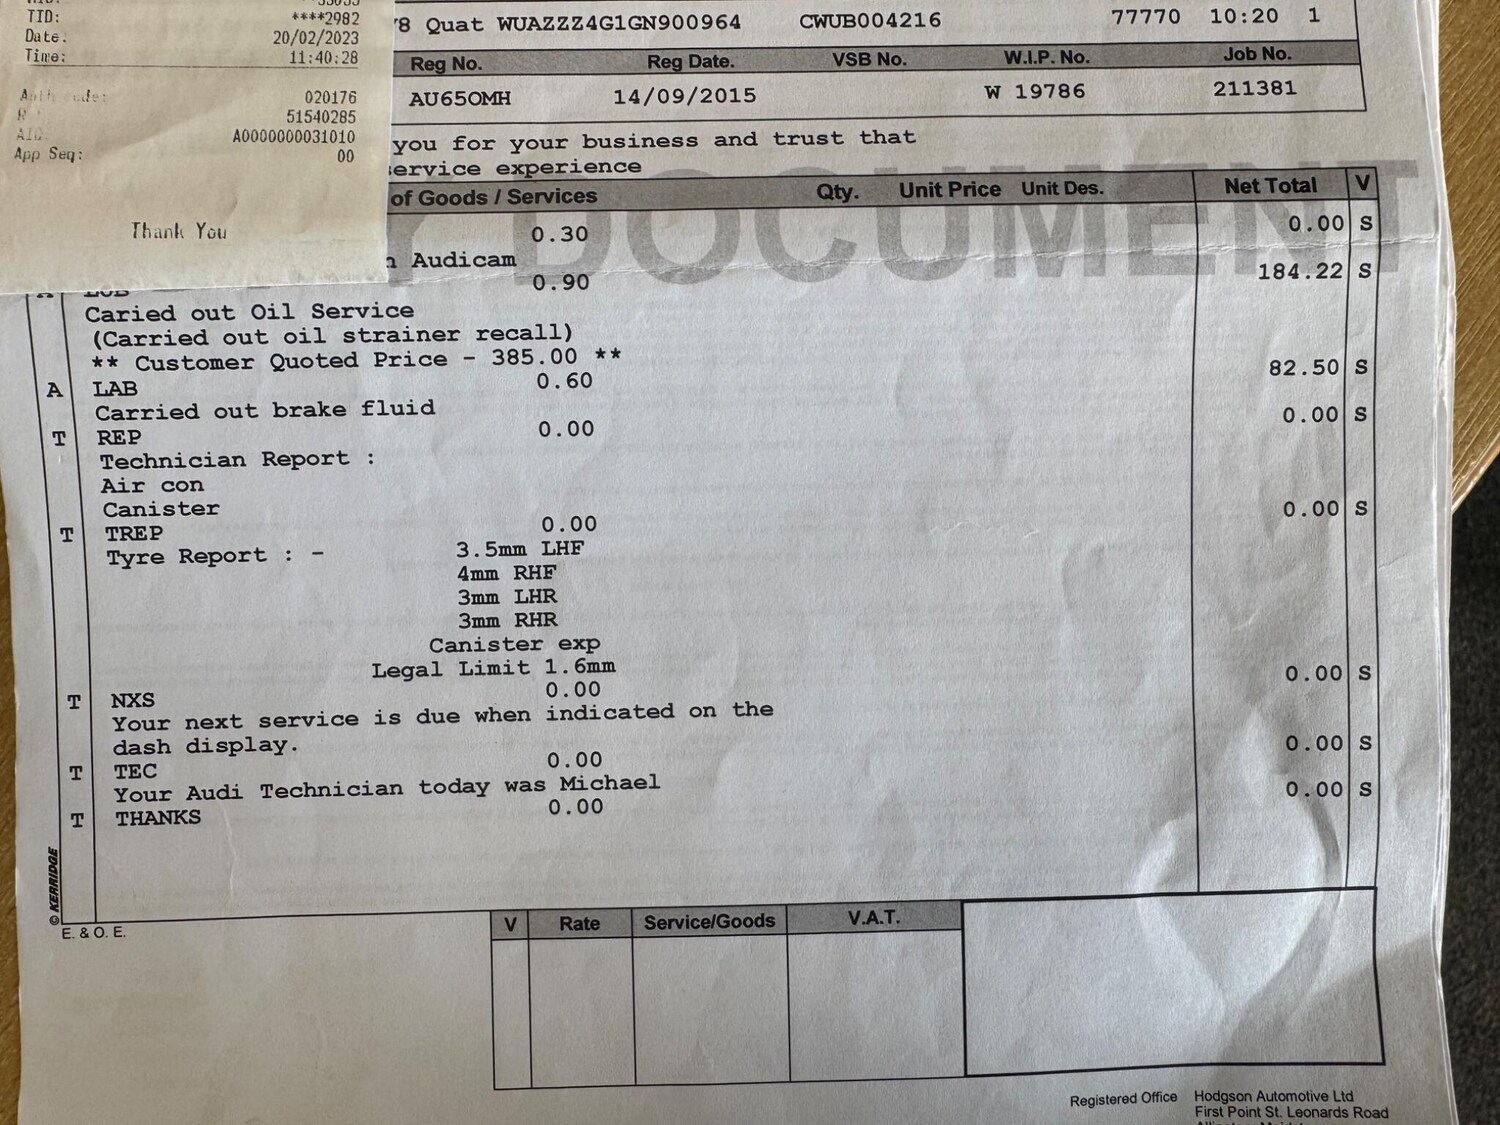 TID: ****2982
Date: 20/02/2023
Time: 11:40:28
020176
51540285
A0000000031010
App Seq: 00
Thank You
Quat WUAZZZ4G1GN900964 CWUB004216 77770 10:20 1
Reg No. Reg Date. VSB No. W.I.P. No. Job No.
AU65OMH 14/09/2015 W 19786 211381
you for your business and trust that
service experience
DOCUMENT
of Goods / Services Qty. Unit Price Unit Des. Net Total V
0.30 0.00 S
Audicam
0.90 184.22 S
Caried out Oil Service
(Carried out oil strainer recall)
** Customer Quoted Price - 385.00 **
A LAB 0.60 82.50 S
Carried out brake fluid
T REP 0.00 0.00 S
Technician Report :
Air con
Canister
T TREP 0.00 0.00 S
Tyre Report : - 3.5mm LHF
4mm RHF
3mm LHR
3mm RHR
Canister exp
Legal Limit 1.6mm
T NXS 0.00 0.00 S
Your next service is due when indicated on the
dash display.
T TEC 0.00 0.00 S
Your Audi Technician today was Michael
T THANKS 0.00 0.00 S
© KERRIDGE
E. & O. E.
V Rate Service/Goods V.A.T.
Registered Office Hodgson Automotive Ltd
First Point St. Leonards Road